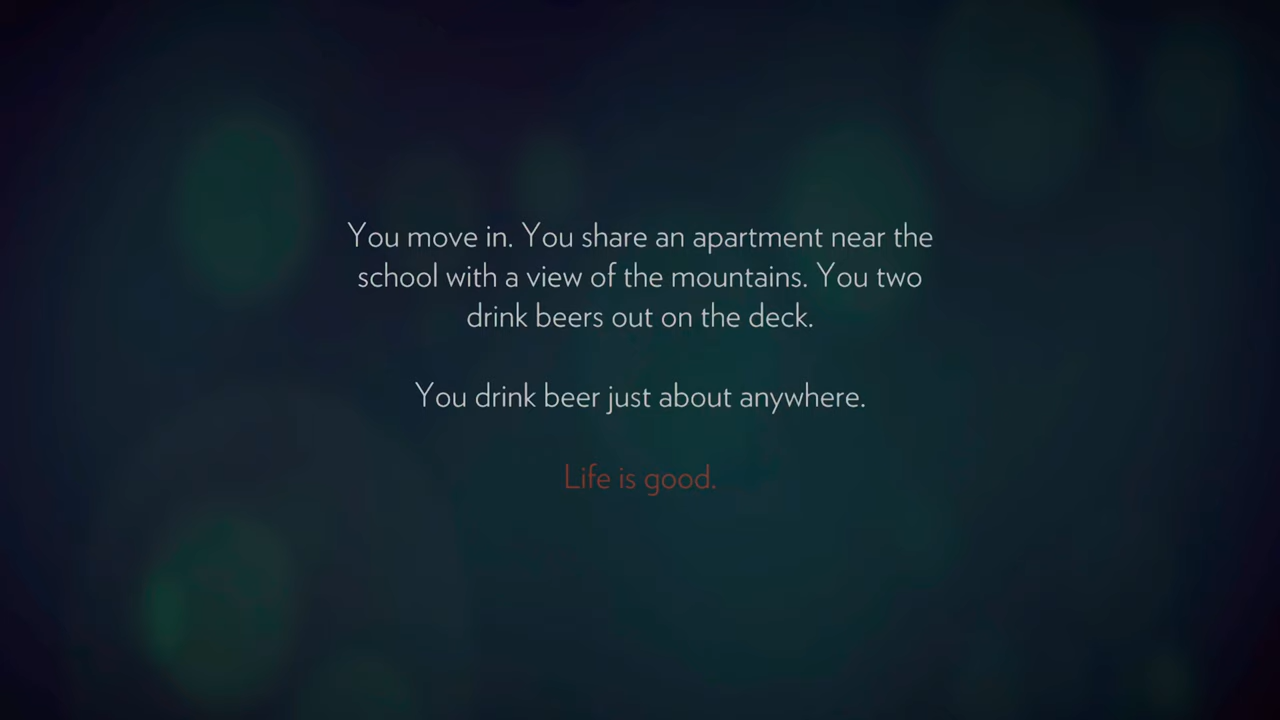 You move in. You share an apartment near the
school with a view of the mountains. You two
drink beers out on the deck.
You drink beer just about anywhere.
Life is good.